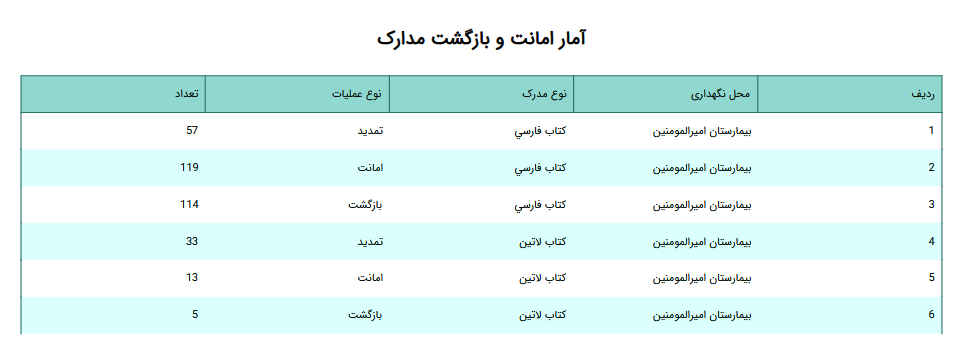 آمار امانت و بازگشت مدارک
ردیف محل نگهداری نوع مدرک نوع عملیات تعداد
1 بیمارستان امیرالمومنین کتاب فارسي تمدید 57
2 بیمارستان امیرالمومنین کتاب فارسي امانت 119
3 بیمارستان امیرالمومنین کتاب فارسي بازگشت 114
4 بیمارستان امیرالمومنین کتاب لاتین تمدید 33
5 بیمارستان امیرالمومنین کتاب لاتین امانت 13
6 بیمارستان امیرالمومنین کتاب لاتین بازگشت 5